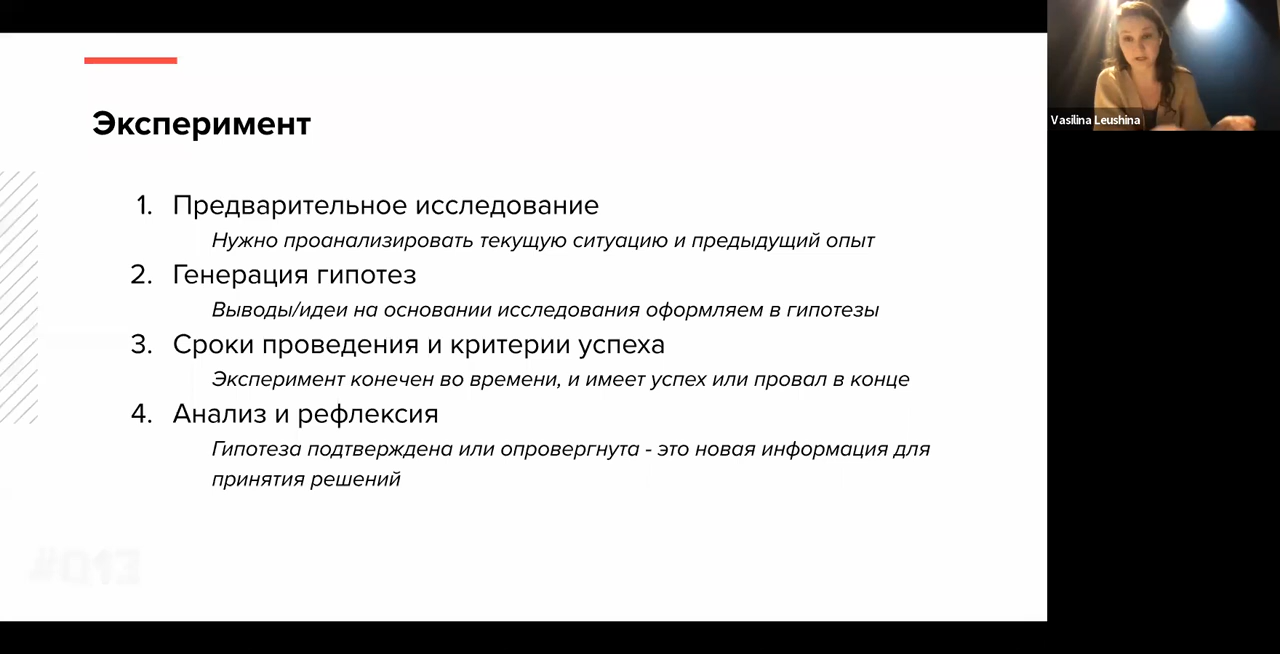 Эксперимент
1. Предварительное исследование
Нужно проанализировать текущую ситуацию и предыдущий опыт
2. Генерация гипотез
Выводы/идеи на основании исследования оформляем в гипотезы
3. Сроки проведения и критерии успеха
Эксперимент конечен во времени, и имеет успех или провал в конце
4. Анализ и рефлексия
Гипотеза подтверждена или опровергнута - это новая информация для
принятия решений
Vasilina Leushina